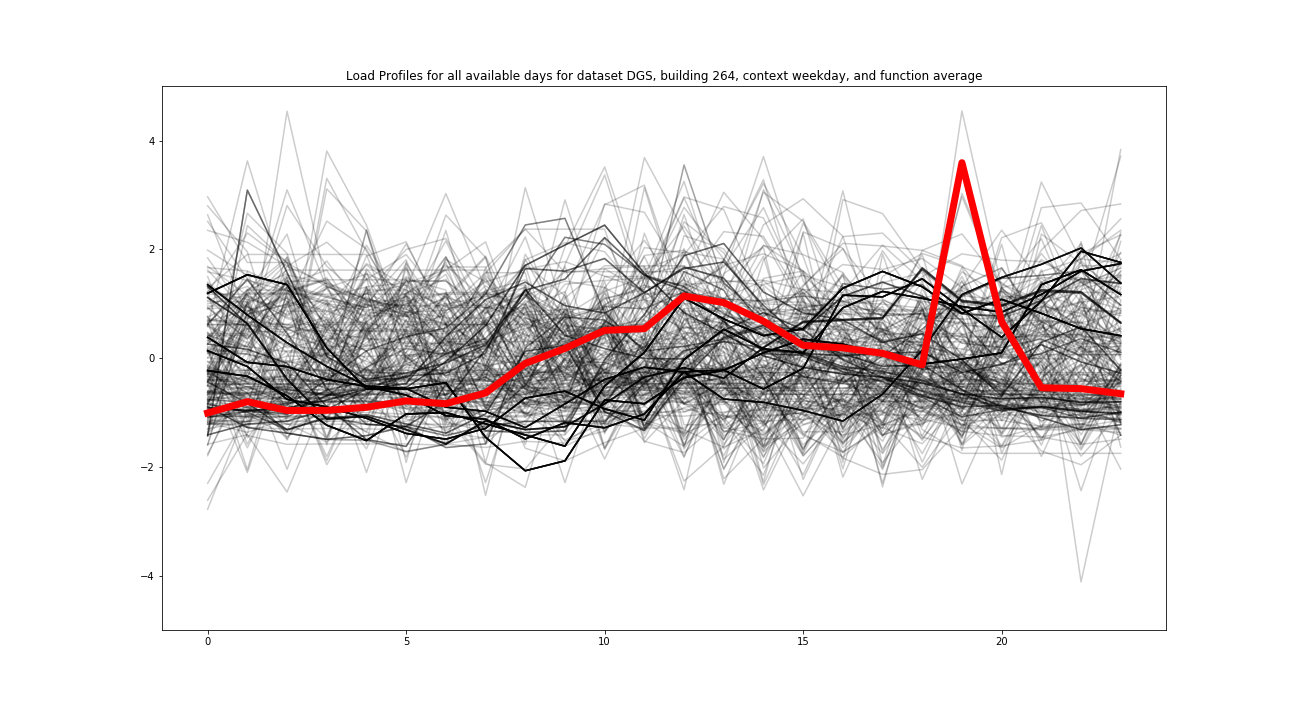 Load Profiles for all available days for dataset DGS, building 264, context weekday, and function average
4
2
0
−2
−4
0 5 10 15 20